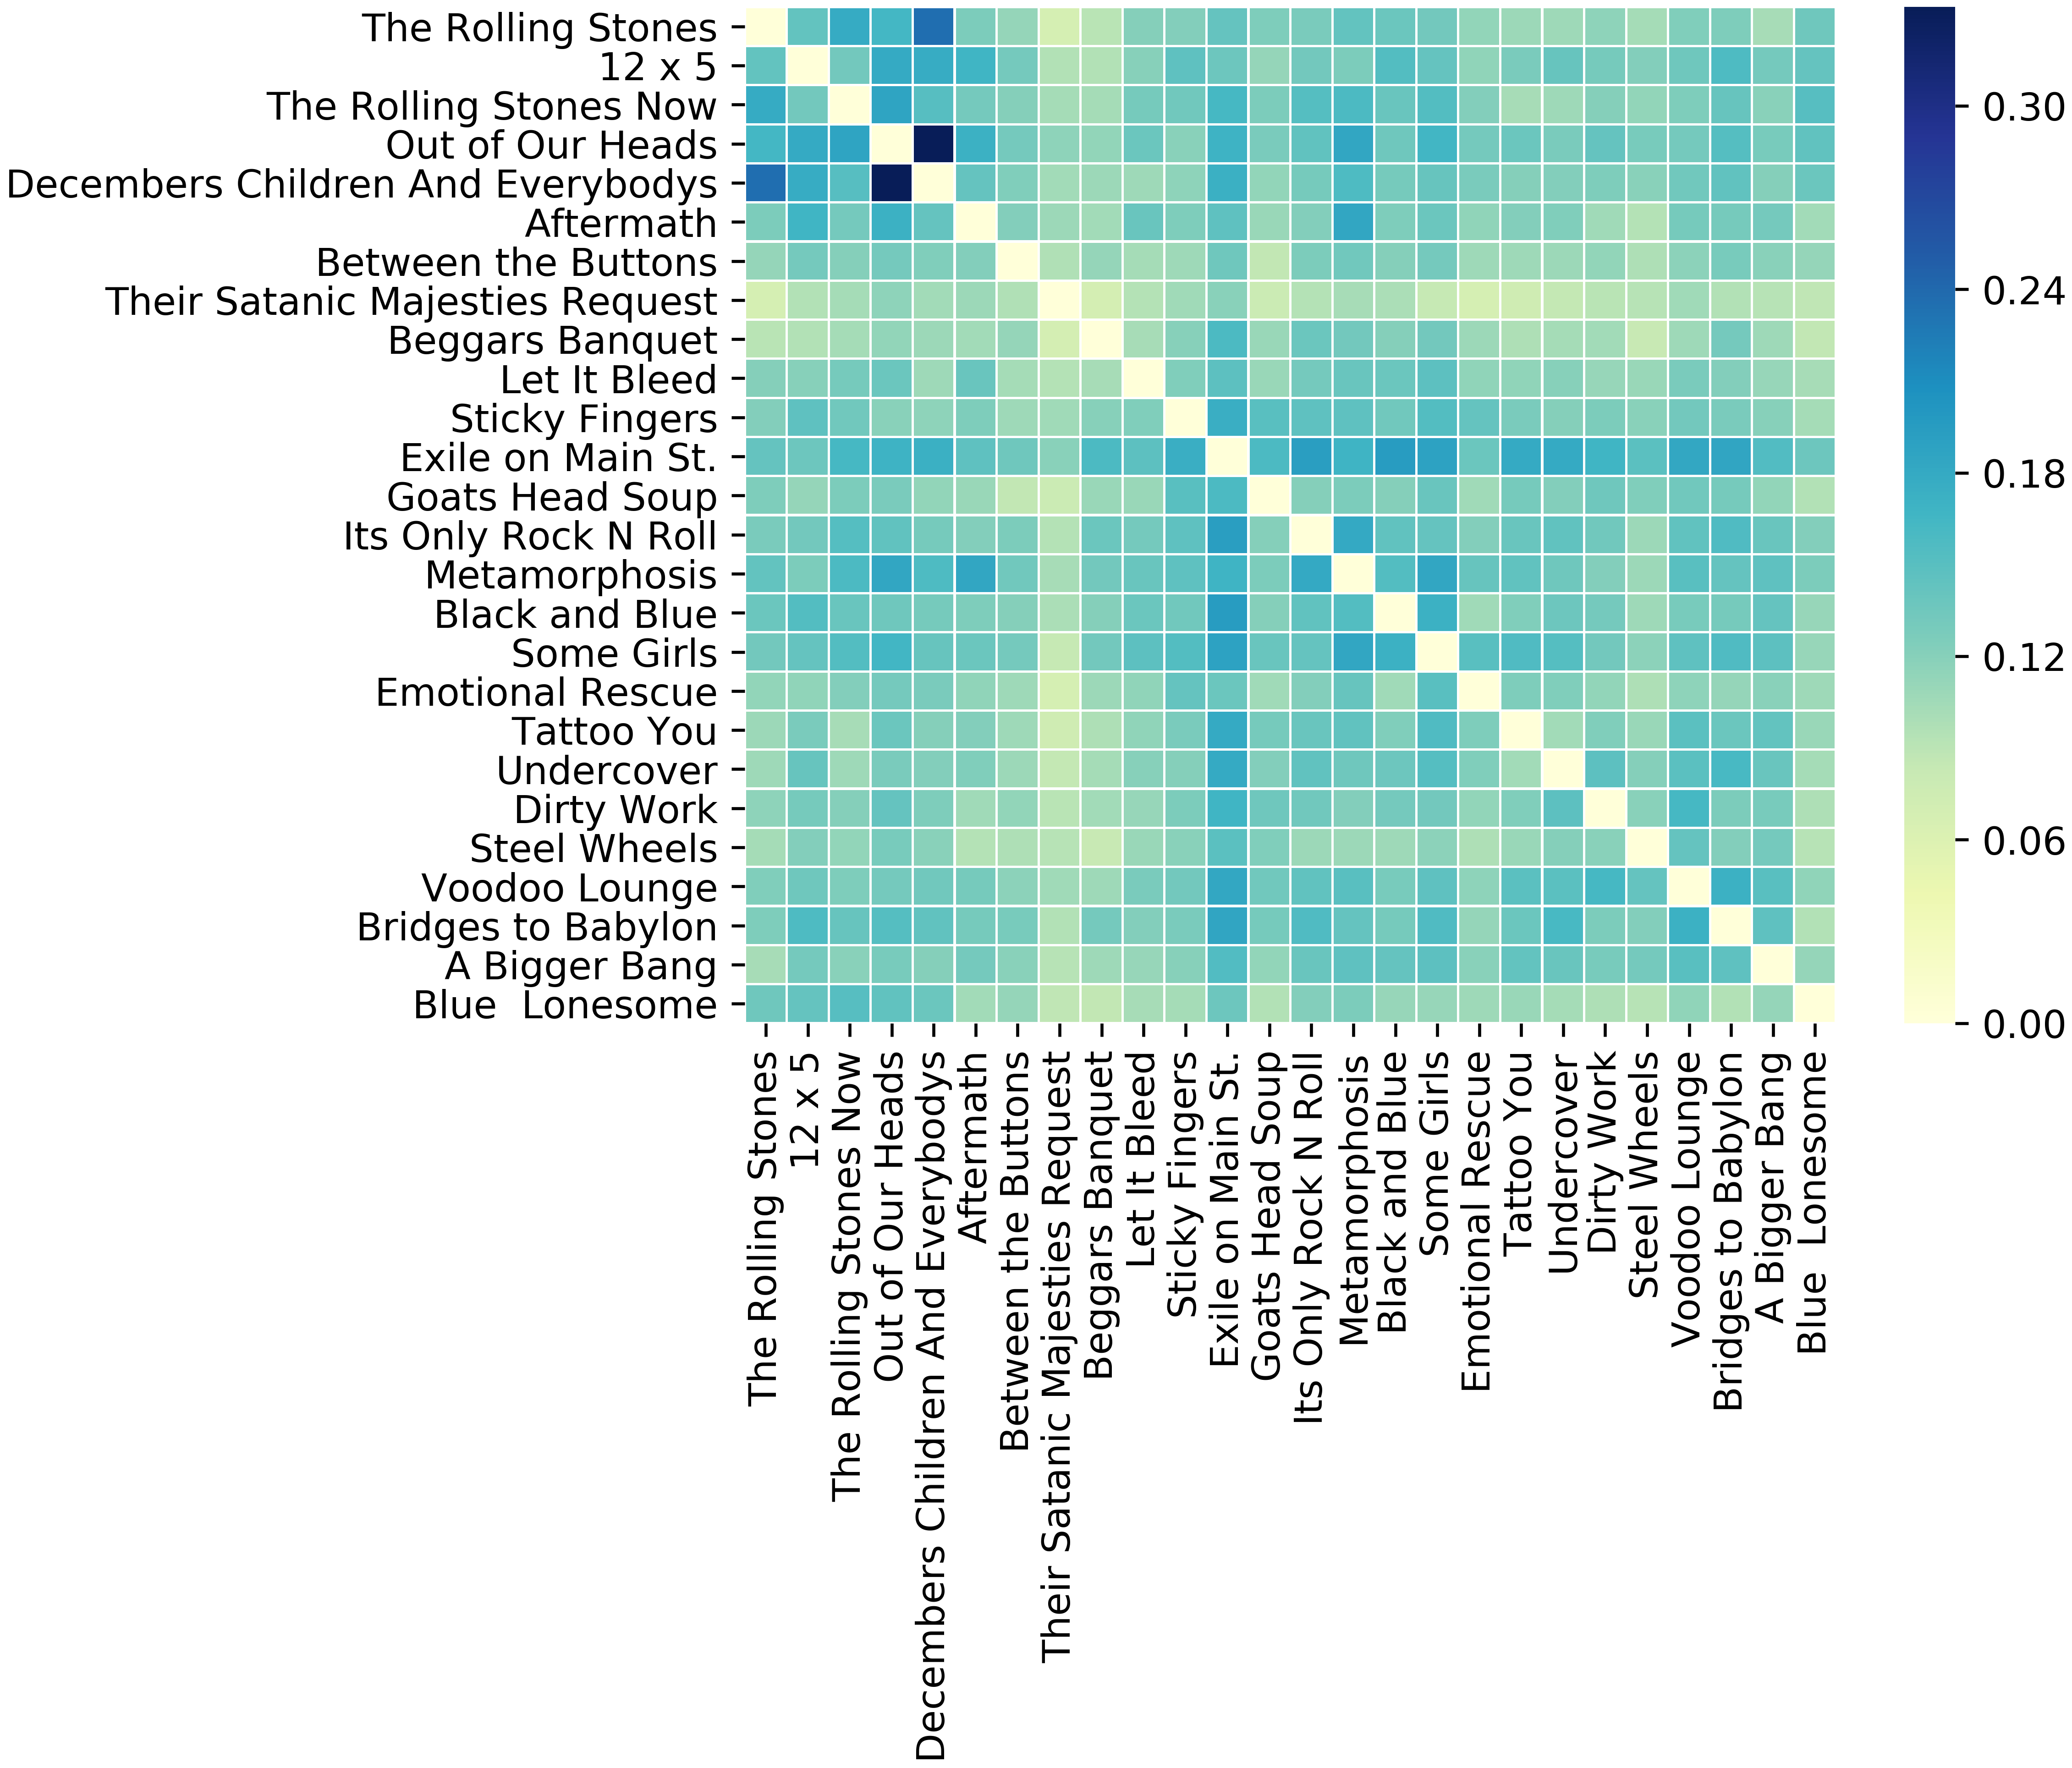 The Rolling Stones
12 x 5
The Rolling Stones Now
Out of Our Heads
Decembers Children And Everybodys
Aftermath
Between the Buttons
Their Satanic Majesties Request
Beggars Banquet
Let It Bleed
Sticky Fingers
Exile on Main St.
Goats Head Soup
Its Only Rock N Roll
Metamorphosis
Black and Blue
Some Girls
Emotional Rescue
Tattoo You
Undercover
Dirty Work
Steel Wheels
Voodoo Lounge
Bridges to Babylon
A Bigger Bang
Blue  Lonesome
The Rolling Stones
12 x 5
The Rolling Stones Now
Out of Our Heads
Decembers Children And Everybodys
Aftermath
Between the Buttons
Their Satanic Majesties Request
Beggars Banquet
Let It Bleed
Sticky Fingers
Exile on Main St.
Goats Head Soup
Its Only Rock N Roll
Metamorphosis
Black and Blue
Some Girls
Emotional Rescue
Tattoo You
Undercover
Dirty Work
Steel Wheels
Voodoo Lounge
Bridges to Babylon
A Bigger Bang
Blue  Lonesome
0.30
0.24
0.18
0.12
0.06
0.00